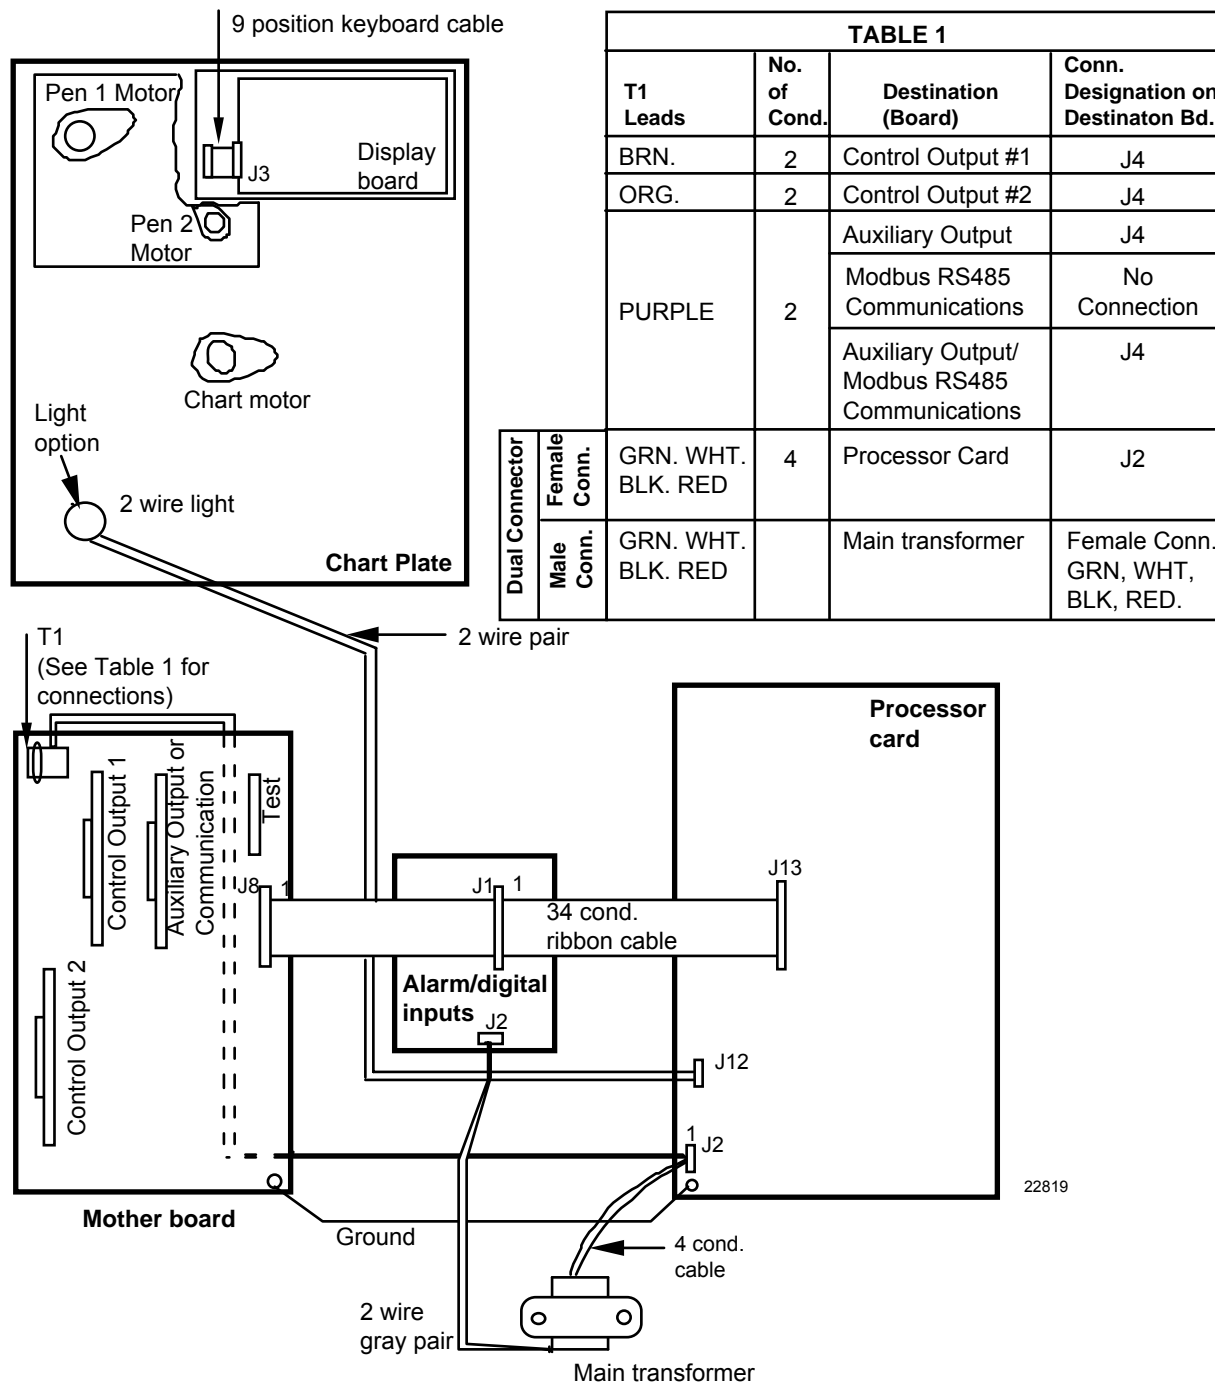 9 position keyboard cable
Pen 1 Motor
J3
Display
board
Pen 2
Motor
Chart motor
Light
option
2 wire light
Chart Plate
2 wire pair
TABLE 1
T1
Leads
No.
of
Cond.
Destination
(Board)
Conn.
Designation on
Destinaton Bd.
BRN.
2
Control Output #1
J4
ORG.
2
Control Output #2
J4
PURPLE
2
Auxiliary Output
J4
Modbus RS485
Communications
No
Connection
Auxiliary Output/
Modbus RS485
Communications
J4
Dual Connector
Female
Conn.
GRN. WHT.
BLK. RED
4
Processor Card
J2
Male
Conn.
GRN. WHT.
BLK. RED
Main transformer
Female Conn.
GRN, WHT,
BLK, RED.
T1
(See Table 1 for
connections)
Control Output 1
Auxiliary Output or
Communication
Test
Control Output 2
J8
1
Mother board
J1
1
34 cond.
ribbon cable
Alarm/digital
inputs
J2
Processor
card
J13
J12
1
J2
22819
Ground
4 cond.
cable
2 wire
gray pair
Main transformer